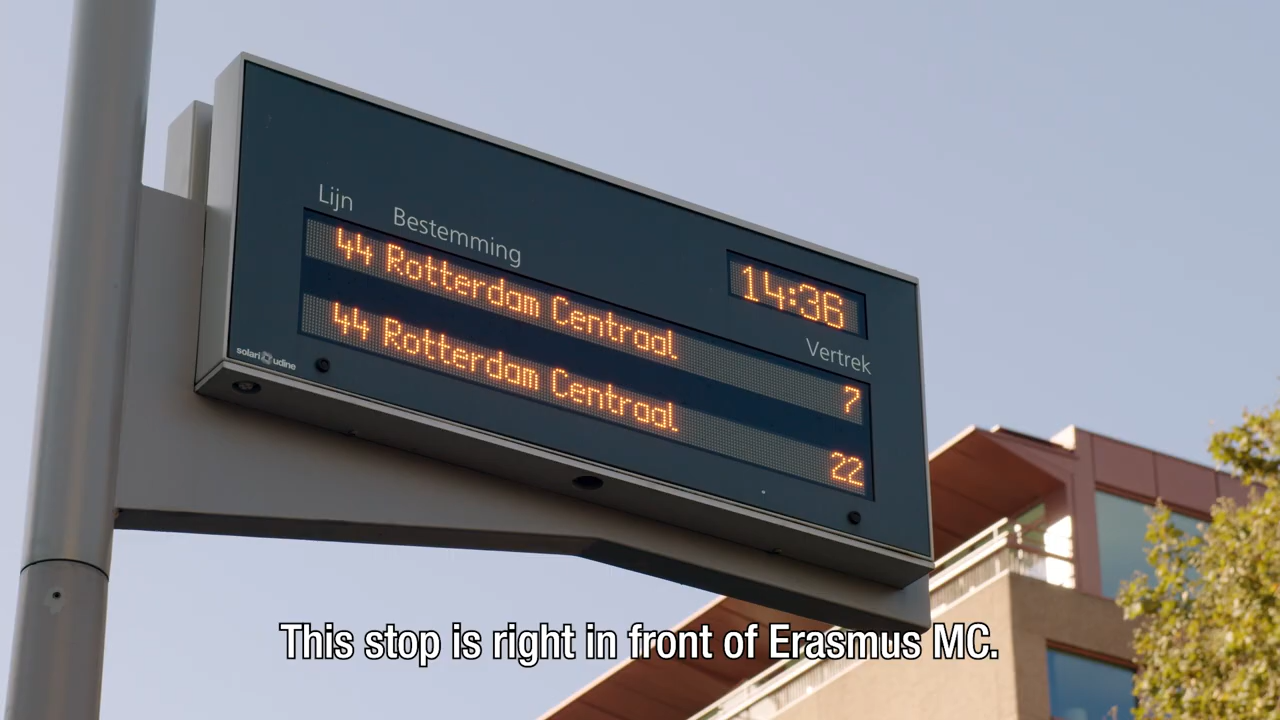 Lijn Bestemming
14:36
Vertrek
44 Rotterdam Centraal 7
44 Rotterdam Centraal 22
solari udine
This stop is right in front of Erasmus MC.